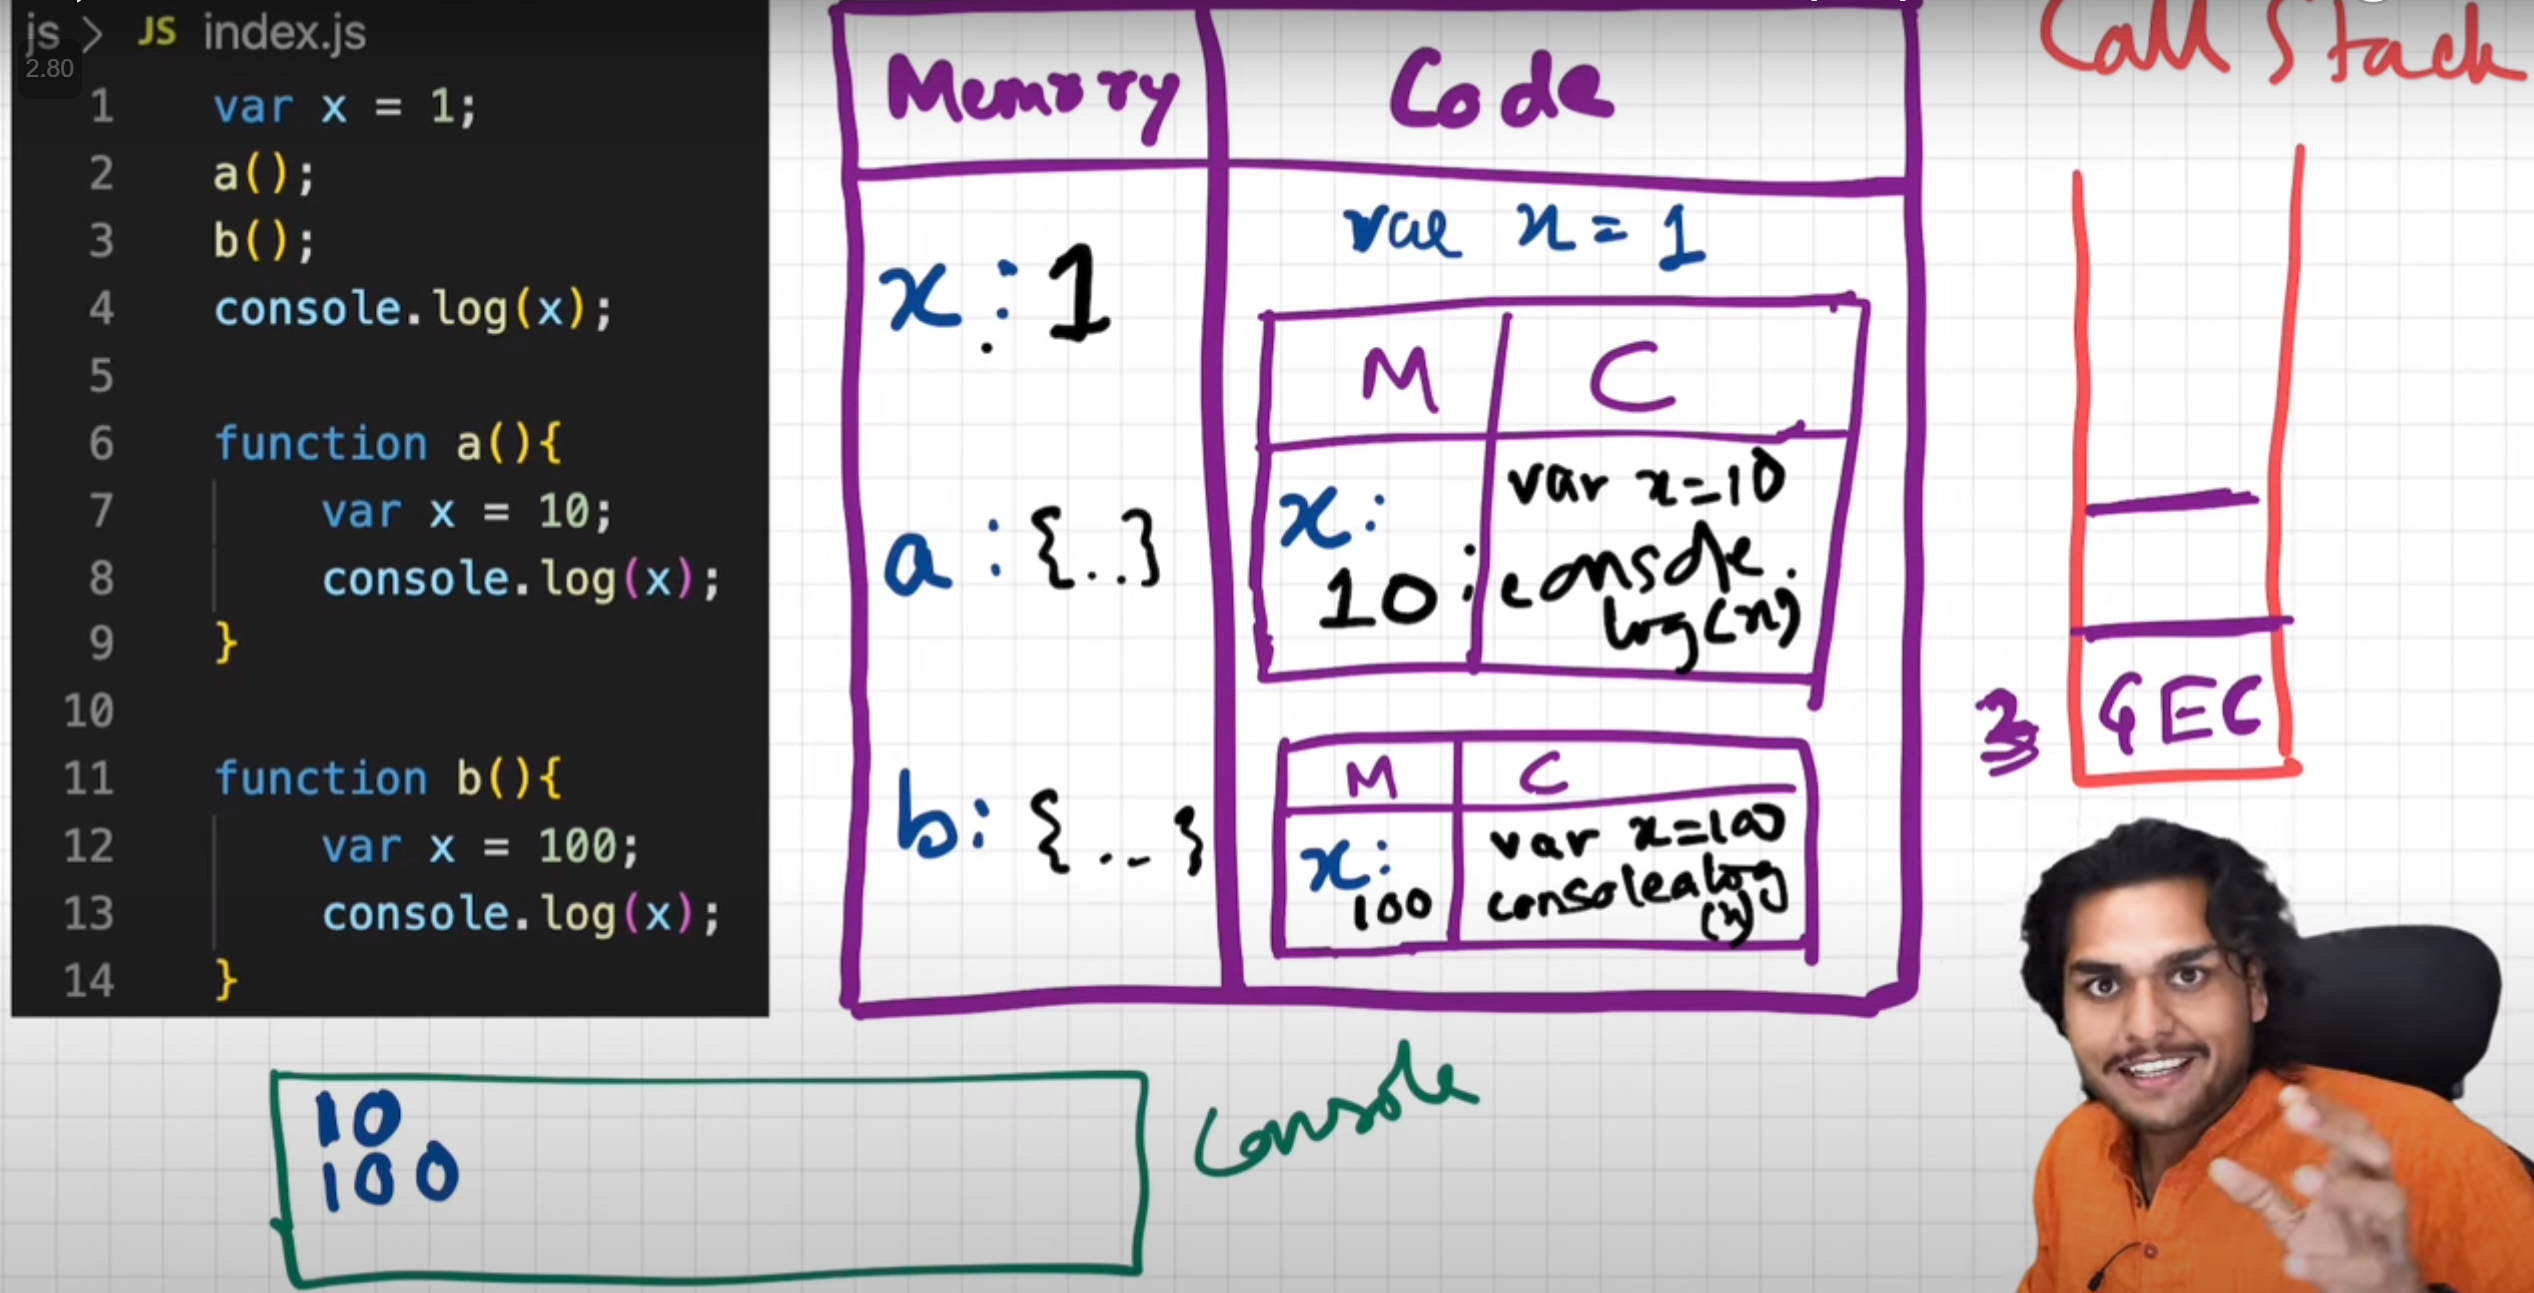 js > JS index.js
2.80
1 var x = 1;
2 a();
3 b();
4 console.log(x);
5
6 function a(){
7 var x = 10;
8 console.log(x);
9 }
10
11 function b(){
12 var x = 100;
13 console.log(x);
14 }
Memory Code
x : 1
a : {..}
b: {...}
var x = 1
M C
x:
10
var x=10
console.
log(x);
M C
x:
100
var x=100
console.log
(x)
Call Stack
GEC
10
100
Console